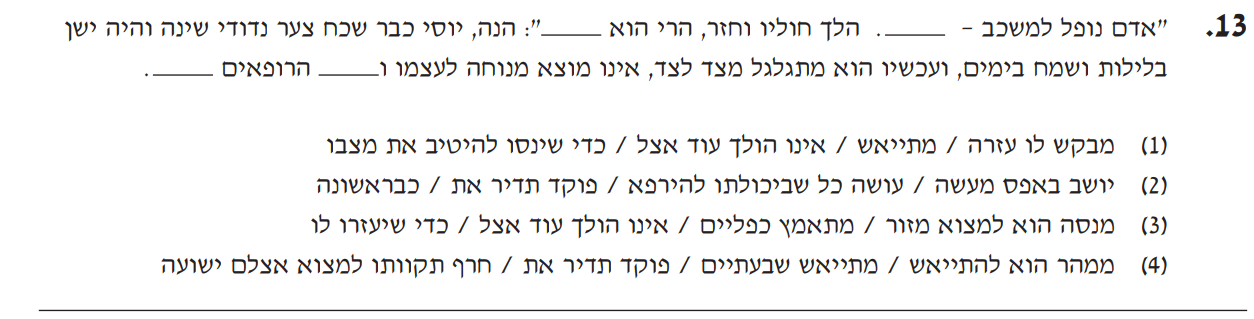 13. "אדם נופל למשכב – _____. הלך חוליו וחזר, הרי הוא _____": הנה, יוסי כבר שכח צער נדודי שינה והיה ישן
בלילות ושמח בימים, ועכשיו הוא מתגלגל מצד לצד, אינו מוצא מנוחה לעצמו ו_____ הרופאים _____.
(1) מבקש לו עזרה / מתייאש / אינו הולך עוד אצל / כדי שינסו להיטיב את מצבו
(2) יושב באפס מעשה / עושה כל שביכולתו להירפא / פוקד תדיר את / כבראשונה
(3) מנסה הוא למצוא מזור / מתאמץ כפליים / אינו הולך עוד אצל / כדי שיעזרו לו
(4) ממהר הוא להתייאש / מתייאש שבעתיים / פוקד תדיר את / חרף תקוותו למצוא אצלם ישועה